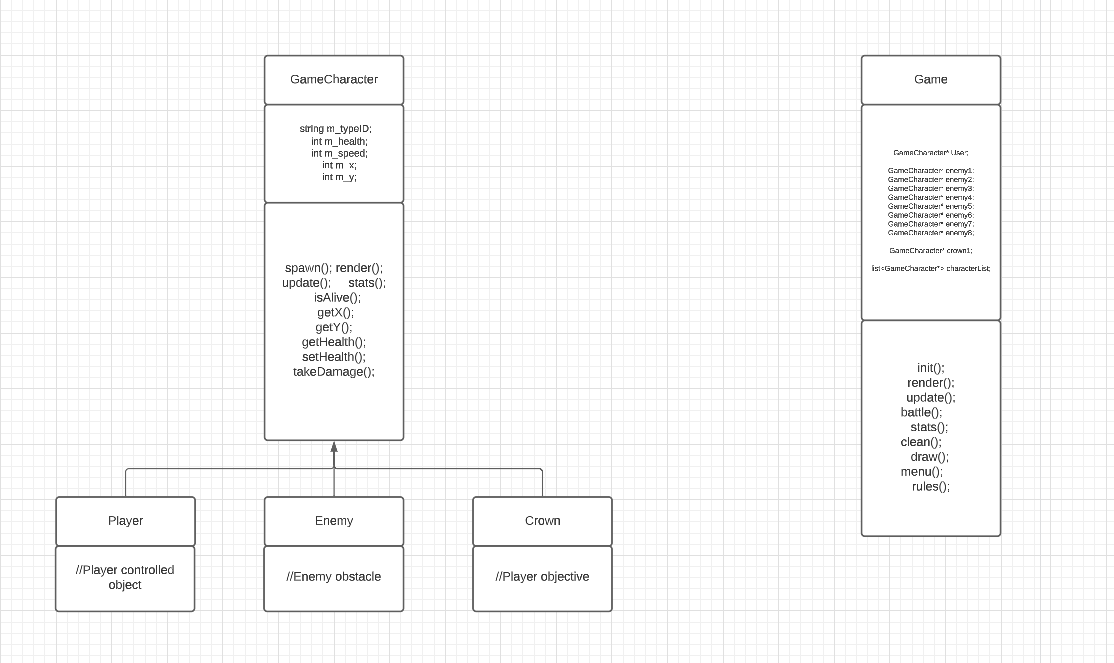 GameCharacter
string m_typeID;
int m_health;
int m_speed;
int m_x;
int m_y;
spawn(); render();
update(); stats();
isAlive();
getX();
getY();
getHealth();
setHealth();
takeDamage();
Player
//Player controlled
object
Enemy
//Enemy obstacle
Crown
//Player objective
Game
GameCharacter* User;
GameCharacter* enemy1;
GameCharacter* enemy2;
GameCharacter* enemy3;
GameCharacter* enemy4;
GameCharacter* enemy5;
GameCharacter* enemy6;
GameCharacter* enemy7;
GameCharacter* enemy8;
GameCharacter* crown1;
list<GameCharacter*> characterList;
init();
render();
update();
battle();
stats();
clean();
draw();
menu();
rules();